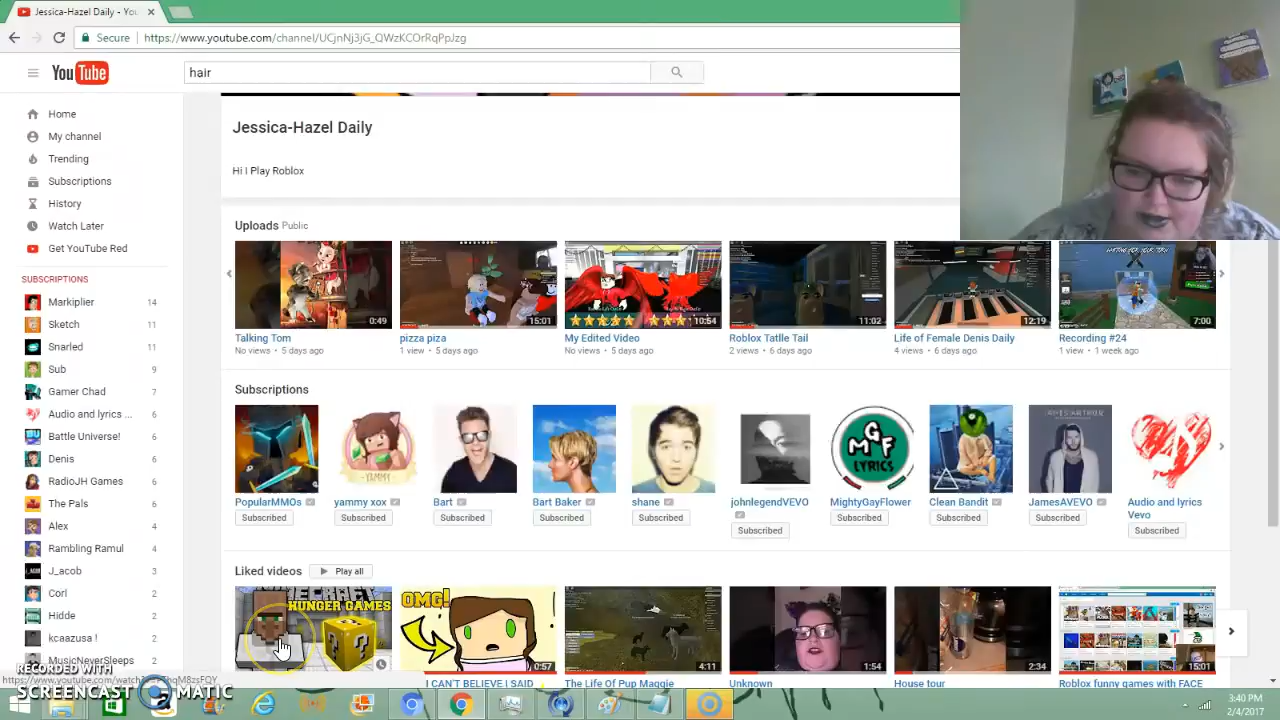 Jessica-Hazel Daily - You
Secure https://www.youtube.com/channel/UCjnNj3jG_QWzKCOrRqPpJzg
YouTube
hair
Home
My channel
Trending
Subscriptions
History
Watch Later
Get YouTube Red
SUBSCRIPTIONS
Markiplier 14
Sketch 11
Snarled 11
Sub 9
Gamer Chad 7
Audio and lyrics ... 6
Battle Universe! 6
Denis 6
RadioJH Games 6
The Pals 5
Alex 4
Rambling Ramul 4
J_acob 3
Corl 2
Hidde 2
kcaazusa ! 2
MusicNeverSleeps 2
Jessica-Hazel Daily
Hi I Play Roblox
Uploads Public
0:49
15:01
10:54
11:02
12:19
7:00
Talking Tom
No views • 5 days ago
pizza piza
1 view • 5 days ago
My Edited Video
No views • 5 days ago
Roblox Tatlle Tail
2 views • 6 days ago
Life of Female Denis Daily
4 views • 6 days ago
Recording #24
1 view • 1 week ago
Subscriptions
YAMMY
MGF
LYRICS
JAMES ARTHUR
PopularMMOs
yammy xox
Bart
Bart Baker
shane
johnlegendVEVO
MightyGayFlower
Clean Bandit
JamesAVEVO
Audio and lyrics
Vevo
Subscribed
Subscribed
Subscribed
Subscribed
Subscribed
Subscribed
Subscribed
Subscribed
Subscribed
Subscribed
Liked videos
Play all
MINECRAFT
HUNGER GAMES
OMG!
0:57
4:11
1:54
2:34
15:01
I CAN'T BELIEVE I SAID
The Life Of Pup Maggie
Unknown
House tour
Roblox funny games with FACE
RECORDED WITH
SCREENCAST MATIC
3:40 PM
2/4/2017